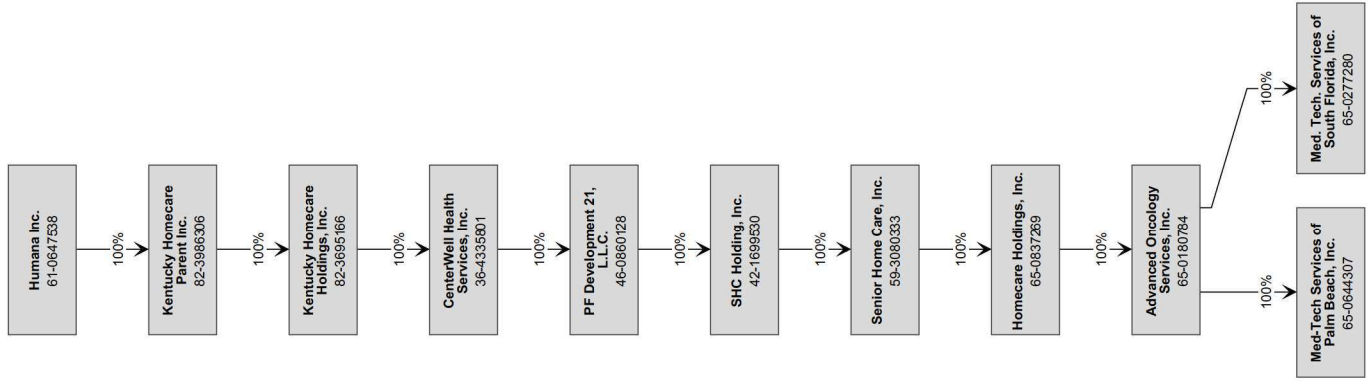 Humana Inc.
61-0647538
100%
Kentucky Homecare
Parent Inc.
82-3986306
100%
Kentucky Homecare
Holdings, Inc.
82-3695166
100%
CenterWell Health
Services, Inc.
36-4335801
100%
PF Development 21,
L.L.C.
46-0860128
100%
SHC Holding, Inc.
42-1699530
100%
Senior Home Care, Inc.
59-3080333
100%
Homecare Holdings, Inc.
65-0837269
100%
Advanced Oncology
Services, Inc.
65-0180784
100%
Med-Tech Services of
Palm Beach, Inc.
65-0644307
100%
Med. Tech. Services of
South Florida, Inc.
65-0277280